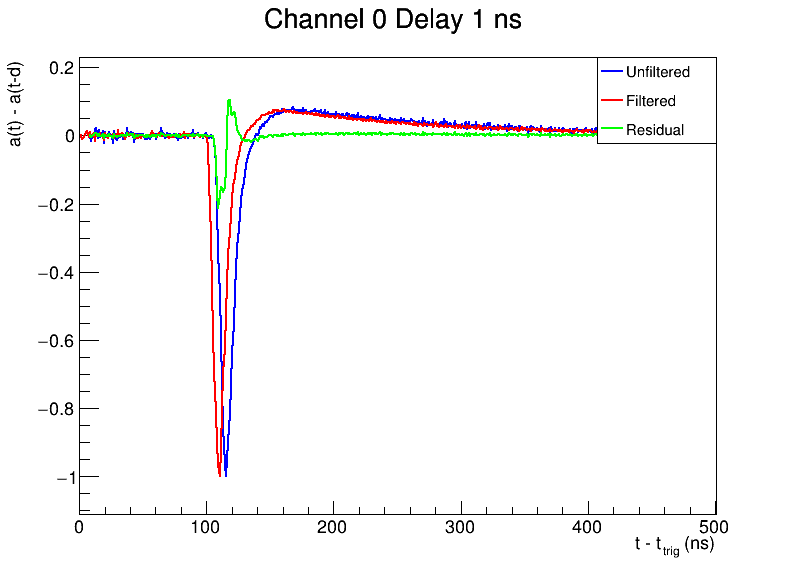 Channel 0 Delay 1 ns
a(t) - a(t-d)
0.2
0
−0.2
−0.4
−0.6
−0.8
−1
Unfiltered
Filtered
Residual
0 100 200 300 400 500
t - t_trig (ns)